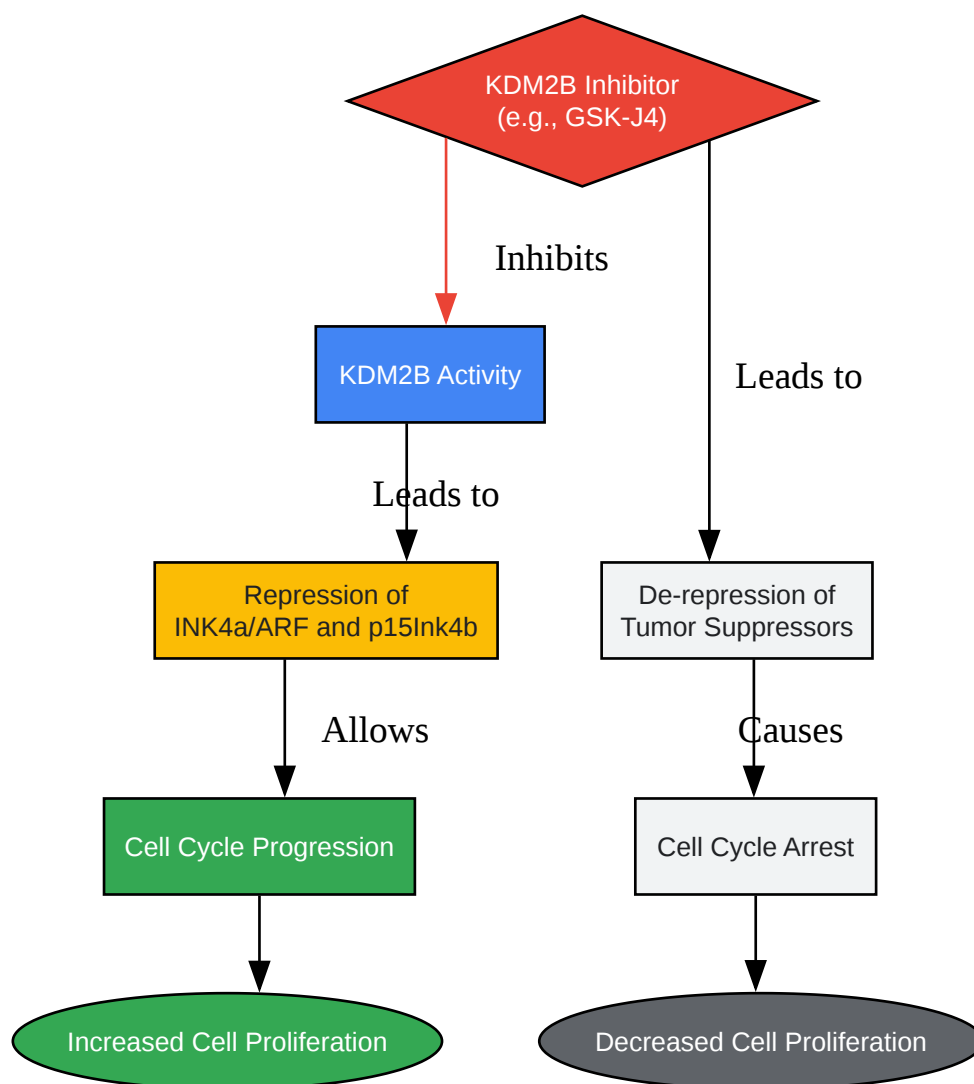 KDM2B Inhibitor
(e.g., GSK-J4)
Inhibits
KDM2B Activity
Leads to
Leads to
Repression of
INK4a/ARF and p15Ink4b
De-repression of
Tumor Suppressors
Allows
Causes
Cell Cycle Progression
Cell Cycle Arrest
Increased Cell Proliferation
Decreased Cell Proliferation